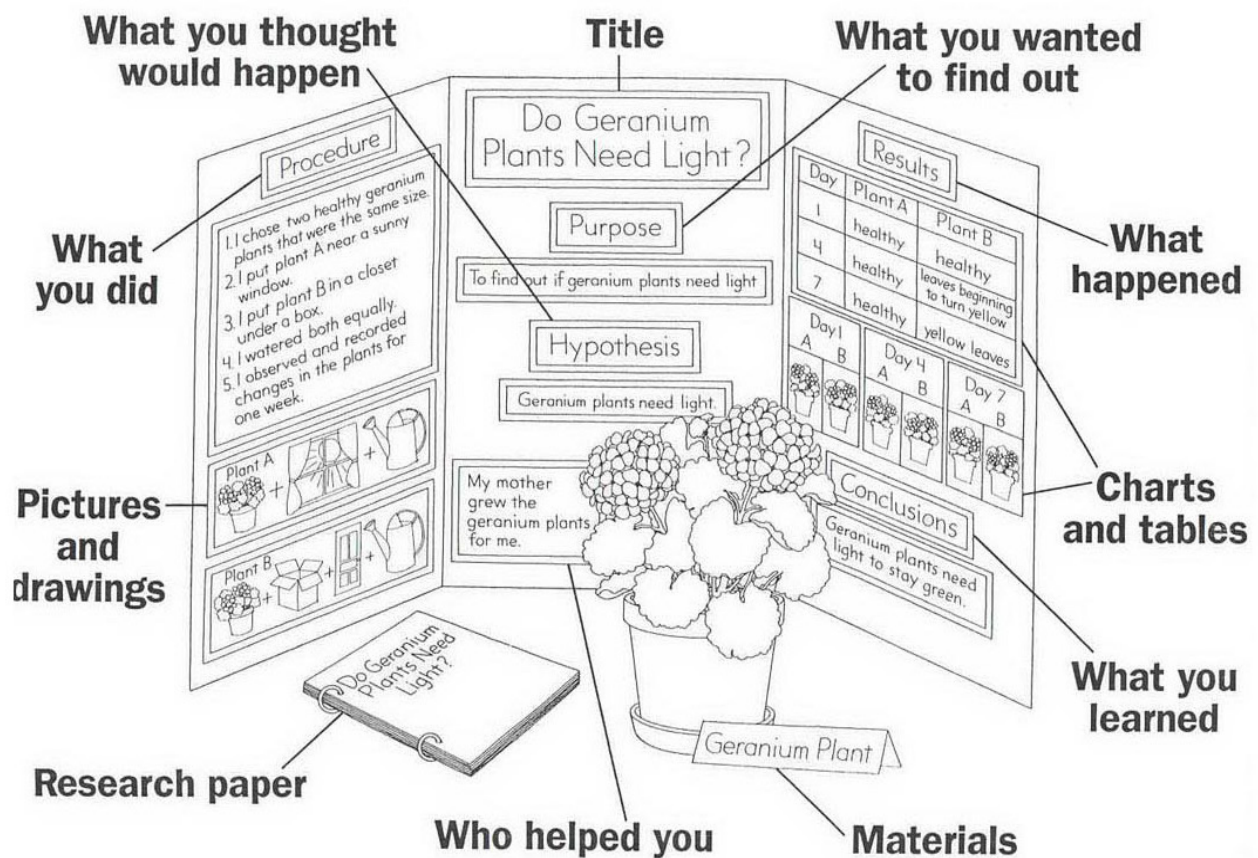 What you thought
would happen
Title
What you wanted
to find out
What
you did
Procedure
1. I chose two healthy geranium
plants that were the same size.
2. I put plant A near a sunny
window.
3. I put plant B in a closet
under a box.
4. I watered both equally.
5. I observed and recorded
changes in the plants for
one week.
Pictures
and
drawings
Plant A
+
+
Plant B
+
+
+
Do Geranium
Plants Need Light?
Purpose
To find out if geranium plants need light
Hypothesis
Geranium plants need light.
My mother
grew the
geranium plants
for me.
Results
What
happened
Day Plant A Plant B
1 healthy healthy
4 healthy leaves beginning
to turn yellow
7 healthy yellow leaves
Day 1
A B
Day 4
A B
Day 7
A B
Charts
and tables
Conclusions
Geranium plants need
light to stay green.
What you
learned
Do Geranium
Plants Need
Light?
Research paper
Who helped you
Geranium Plant
Materials